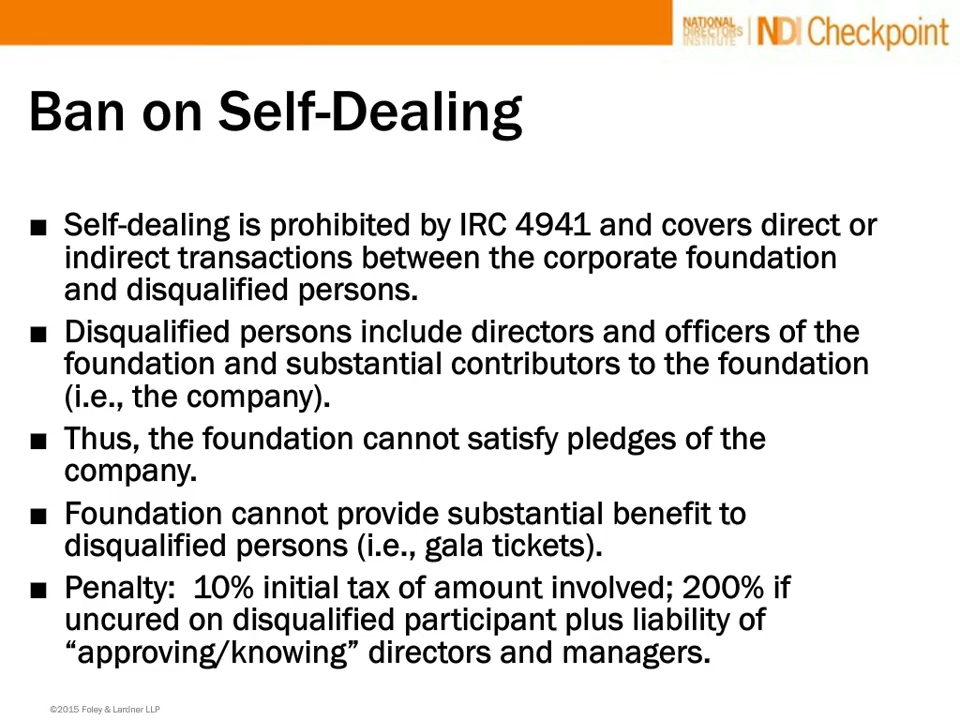 NATIONAL DIRECTORS INSTITUTE | NDI Checkpoint
Ban on Self-Dealing
■ Self-dealing is prohibited by IRC 4941 and covers direct or
indirect transactions between the corporate foundation
and disqualified persons.
■ Disqualified persons include directors and officers of the
foundation and substantial contributors to the foundation
(i.e., the company).
■ Thus, the foundation cannot satisfy pledges of the
company.
■ Foundation cannot provide substantial benefit to
disqualified persons (i.e., gala tickets).
■ Penalty:  10% initial tax of amount involved; 200% if
uncured on disqualified participant plus liability of
“approving/knowing” directors and managers.
©2015 Foley & Lardner LLP